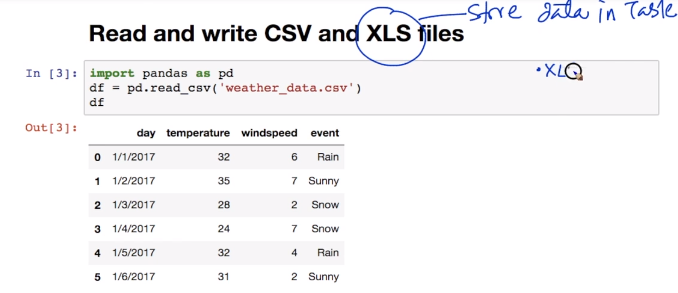 store data in Table
Read and write CSV and XLS files
In [3]: import pandas as pd
df = pd.read_csv('weather_data.csv')
df
.XL
Out[3]:
day temperature windspeed event
0 1/1/2017 32 6 Rain
1 1/2/2017 35 7 Sunny
2 1/3/2017 28 2 Snow
3 1/4/2017 24 7 Snow
4 1/5/2017 32 4 Rain
5 1/6/2017 31 2 Sunny